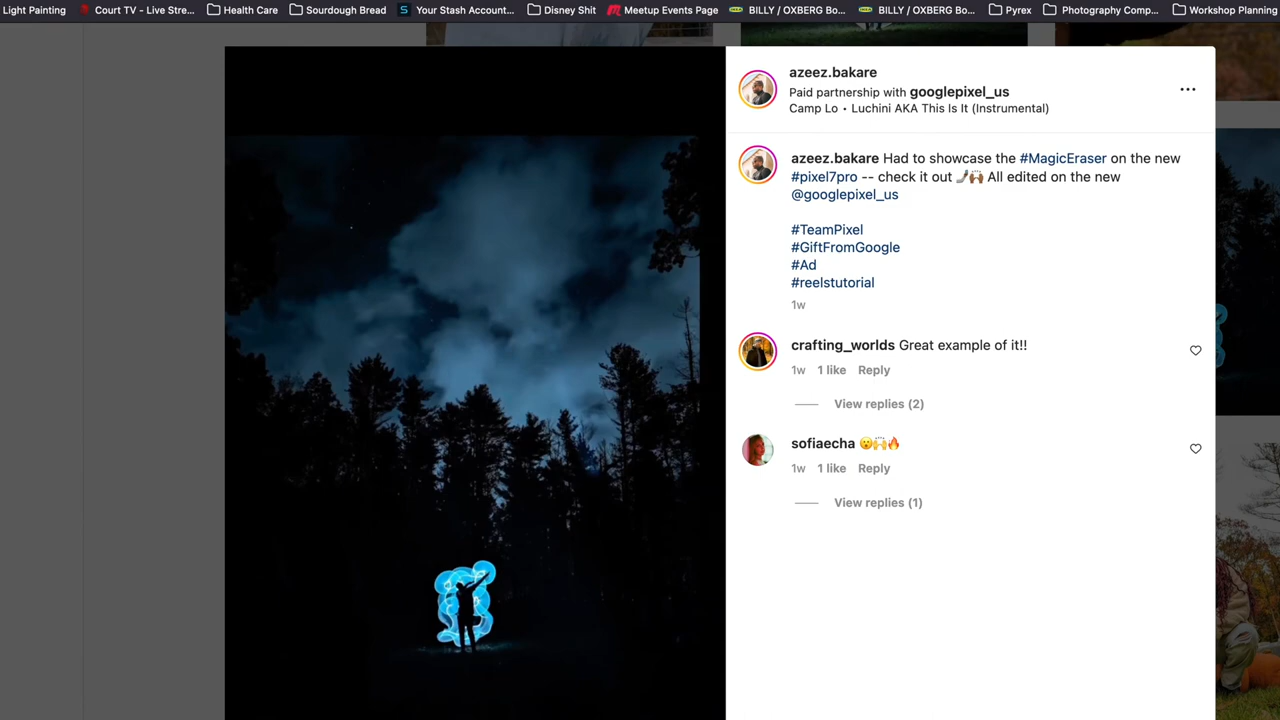 Light Painting
Court TV - Live Stre...
Health Care
Sourdough Bread
S
Your Stash Account...
Disney Shit
Meetup Events Page
IKEA
BILLY / OXBERG Bo...
IKEA
BILLY / OXBERG Bo...
Pyrex
Photography Comp...
Workshop Planning
azeez.bakare
Paid partnership with googlepixel_us
Camp Lo • Luchini AKA This Is It (Instrumental)
azeez.bakare Had to showcase the #MagicEraser on the new
#pixel7pro -- check it out 🤳🏾🙌🏾 All edited on the new
@googlepixel_us
#TeamPixel
#GiftFromGoogle
#Ad
#reelstutorial
1w
crafting_worlds Great example of it!!
1w 1 like Reply
View replies (2)
sofiaecha 😮🙌🔥
1w 1 like Reply
View replies (1)